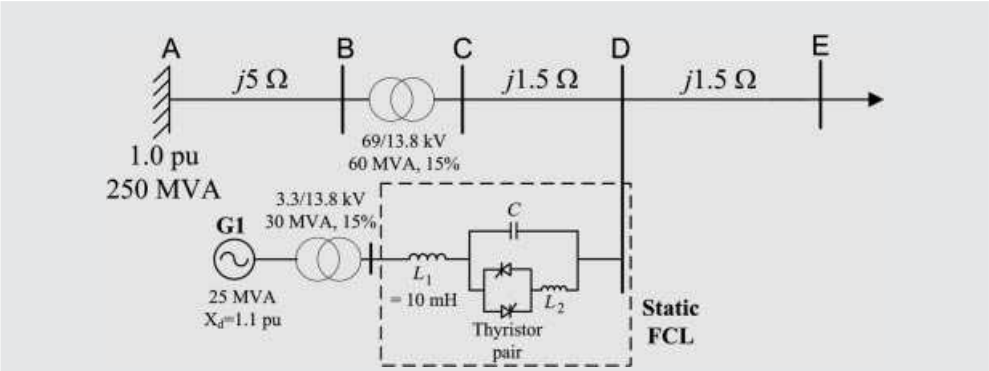 A B C D E
j5 Ω j1.5 Ω j1.5 Ω
69/13.8 kV
60 MVA, 15%
1.0 pu
250 MVA
3.3/13.8 kV
30 MVA, 15%
G1
C
L1
= 10 mH
L2
25 MVA
Xd=1.1 pu
Thyristor
pair
Static
FCL